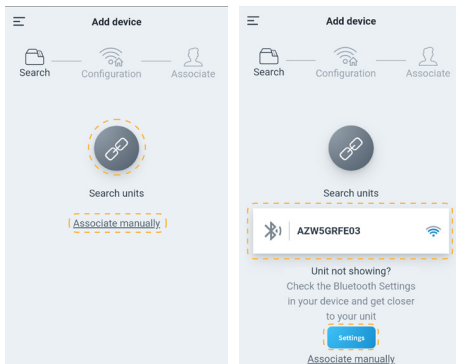 Add device
Search
Configuration
Associate
Search units
Associate manually
Add device
Search
Configuration
Associate
Search units
AZW5GRFE03
Unit not showing?
Check the Bluetooth Settings
in your device and get closer
to your unit
Settings
Associate manually